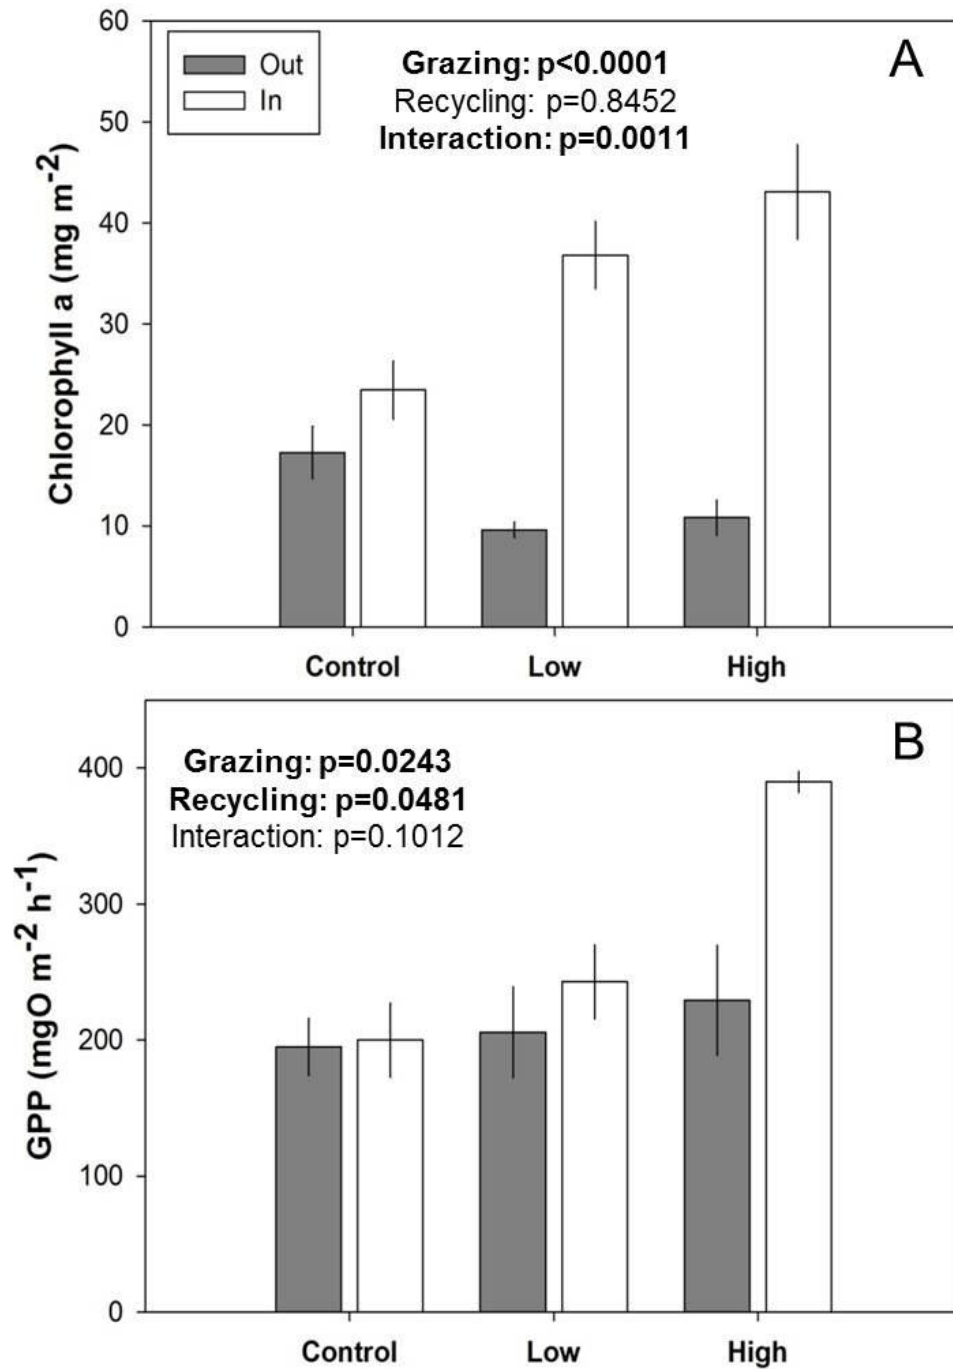 60
50
40
30
20
10
0
Chlorophyll a (mg m-2)
Out
In
Grazing: p<0.0001
Recycling: p=0.8452
Interaction: p=0.0011
A
Control Low High
400
300
200
100
0
GPP (mgO m-2 h-1)
Grazing: p=0.0243
Recycling: p=0.0481
Interaction: p=0.1012
B
Control Low High